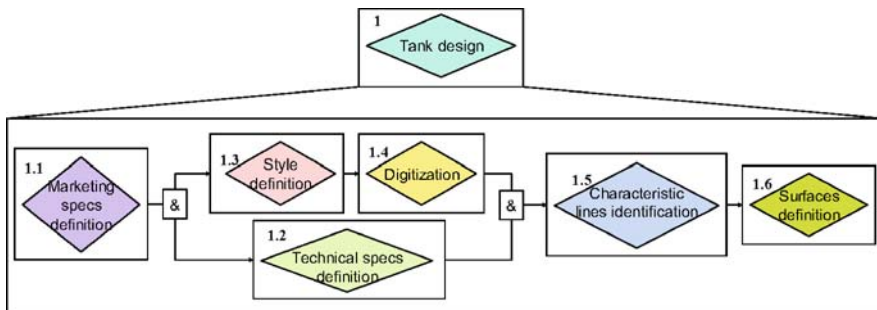 1
Tank design
1.1
Marketing
specs
definition
&
1.3
Style
definition
1.4
Digitization
1.2
Technical specs
definition
&
1.5
Characteristic
lines identification
1.6
Surfaces
definition